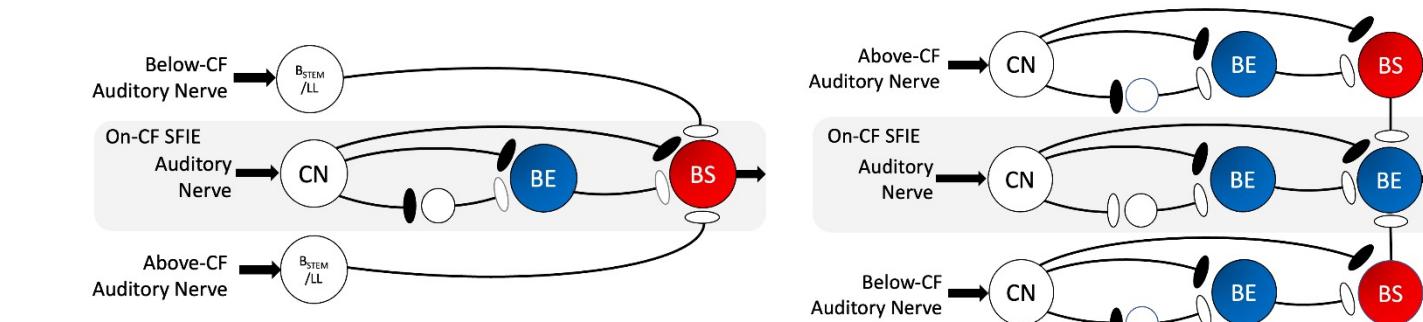 Below-CF
Auditory Nerve
BSTEM
/LL
On-CF SFIE
Auditory
Nerve
CN
BE
BS
Above-CF
Auditory Nerve
BSTEM
/LL
Above-CF
Auditory Nerve
CN
BE
BS
On-CF SFIE
Auditory
Nerve
CN
BE
BE
Below-CF
Auditory Nerve
CN
BE
BS